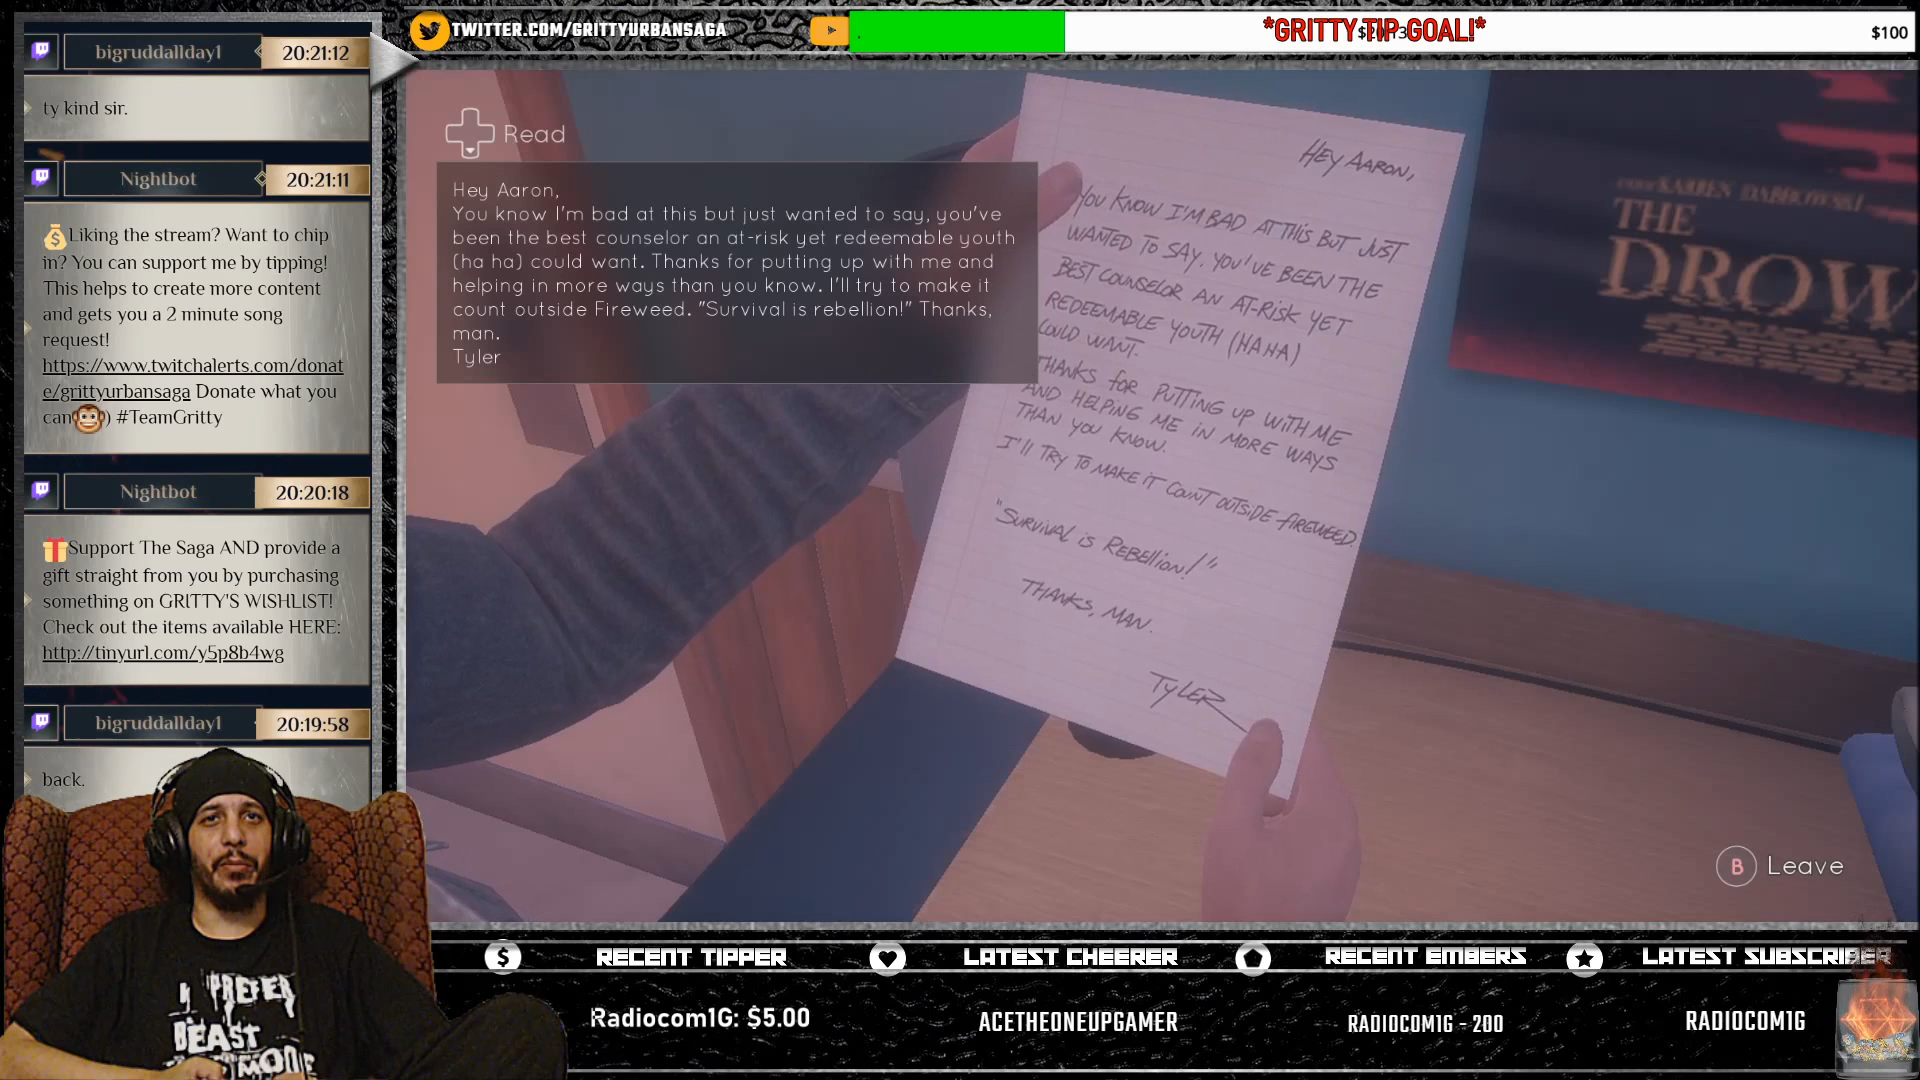 bigruddallday1
20:21:12
ty kind sir.
Nightbot
20:21:11
Liking the stream? Want to chip
in? You can support me by tipping!
This helps to create more content
and gets you a 2 minute song
request!
https://www.twitchalerts.com/donat
e/grittyurbansaga Donate what you
can ) #TeamGritty
Nightbot
20:20:18
Support The Saga AND provide a
gift straight from you by purchasing
something on GRITTY'S WISHLIST!
Check out the items available HERE:
http://tinyurl.com/y5p8b4wg
bigruddallday1
20:19:58
back.
I PREFER
BEAST
MODE
TWITTER.COM/GRITTYURBANSAGA
*GRITTY TIP GOAL!*
$100
Read
Hey Aaron,
You know I'm bad at this but just wanted to say, you've
been the best counselor an at-risk yet redeemable youth
(ha ha) could want. Thanks for putting up with me and
helping in more ways than you know. I'll try to make it
count outside Fireweed. "Survival is rebellion!" Thanks,
man.
Tyler
HEY AARON,
YOU KNOW I'M BAD AT THIS BUT JUST
WANTED TO SAY. YOU'VE BEEN THE
BEST COUNSELOR AN AT-RISK YET
REDEEMABLE YOUTH (HA HA)
COULD WANT.
THANKS FOR PUTTING UP WITH ME
AND HELPING ME IN MORE WAYS
THAN YOU KNOW.
I'LL TRY TO MAKE IT COUNT OUTSIDE FIREWEED.
"SURVIVAL IS REBELLION!"
THANKS, MAN.
TYLER
KARREN DABROWSKI
THE
DROW
B Leave
RECENT TIPPER
Radiocom1G: $5.00
LATEST CHEERER
ACETHEONEUPGAMER
RECENT EMBERS
RADIOCOM1G - 200
LATEST SUBSCRIBER
RADIOCOM1G